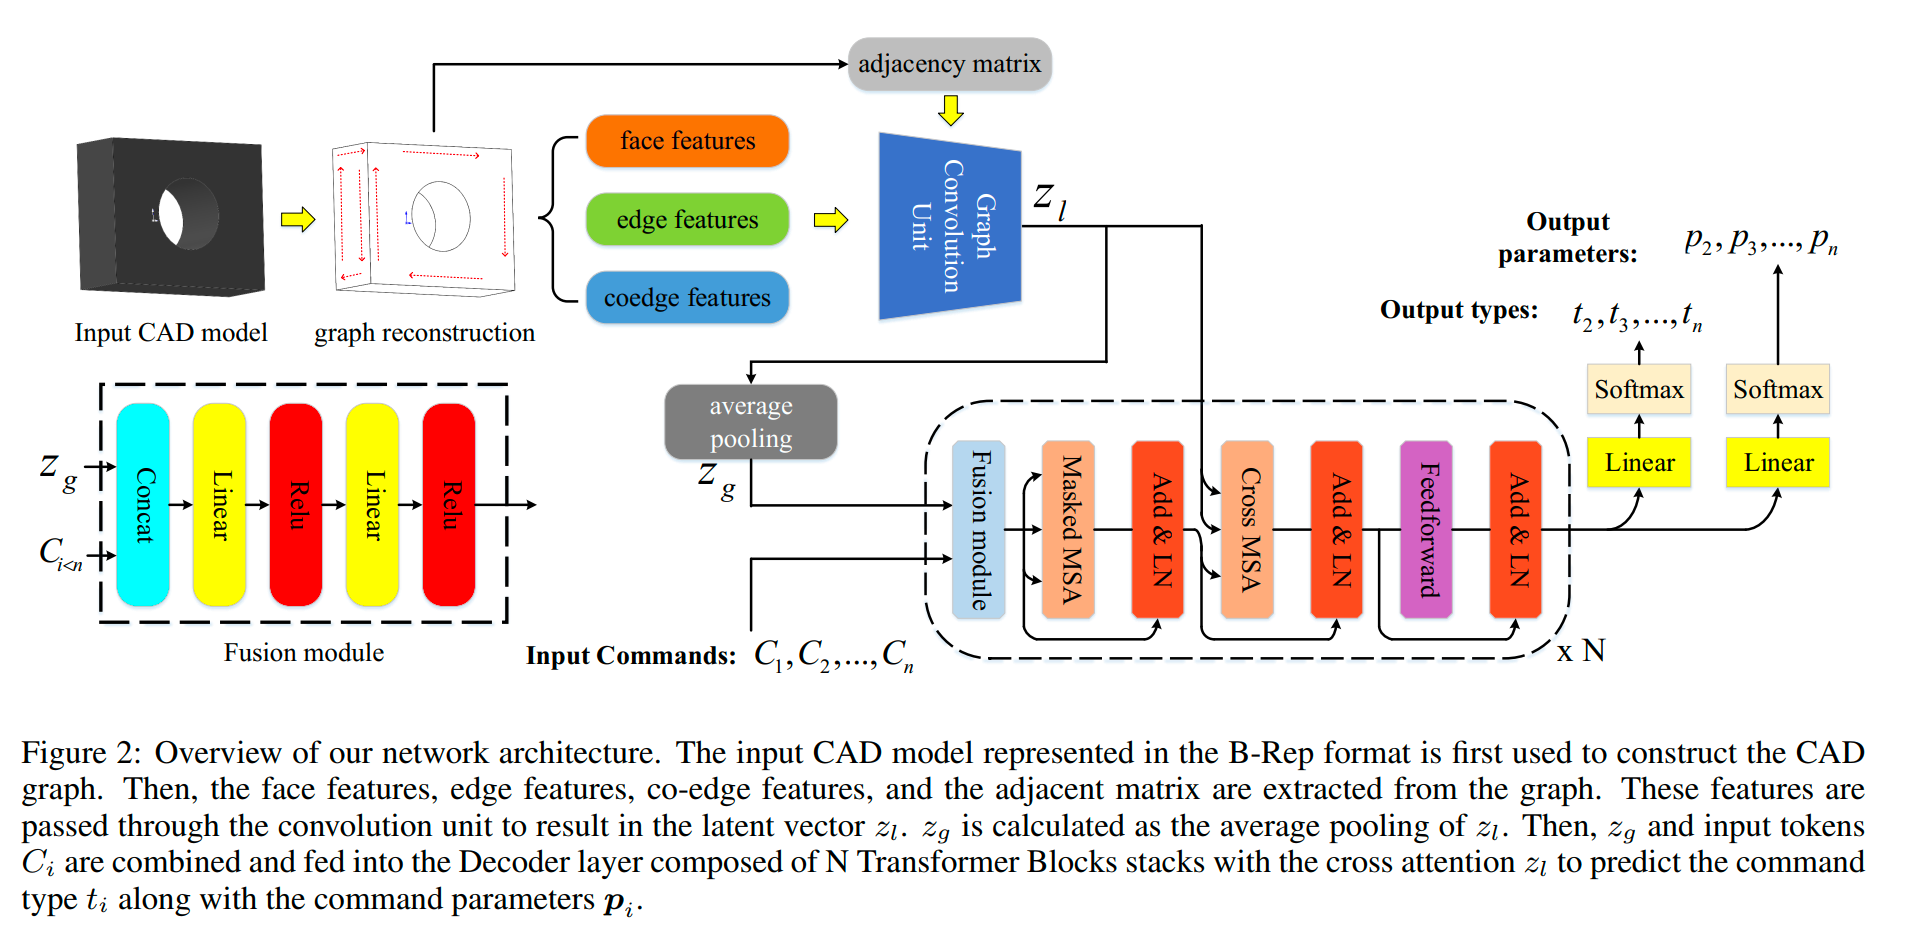 adjacency matrix
face features
edge features
coedge features
Graph
Convolution
Unit
z_l
Input CAD model
graph reconstruction
Output
parameters:
p_2, p_3, ..., p_n
Output types:
t_2, t_3, ..., t_n
Softmax
Softmax
Linear
Linear
average
pooling
z_g
z_g
C_{i<n}
Concat
Linear
Relu
Linear
Relu
Fusion module
Fusion module
Masked MSA
Add & LN
Cross MSA
Add & LN
Feedforward
Add & LN
x N
Input Commands: C_1, C_2, ..., C_n
Figure 2: Overview of our network architecture. The input CAD model represented in the B-Rep format is first used to construct the CAD
graph. Then, the face features, edge features, co-edge features, and the adjacent matrix are extracted from the graph. These features are
passed through the convolution unit to result in the latent vector z_l. z_g is calculated as the average pooling of z_l. Then, z_g and input tokens
C_i are combined and fed into the Decoder layer composed of N Transformer Blocks stacks with the cross attention z_l to predict the command
type t_i along with the command parameters p_i.